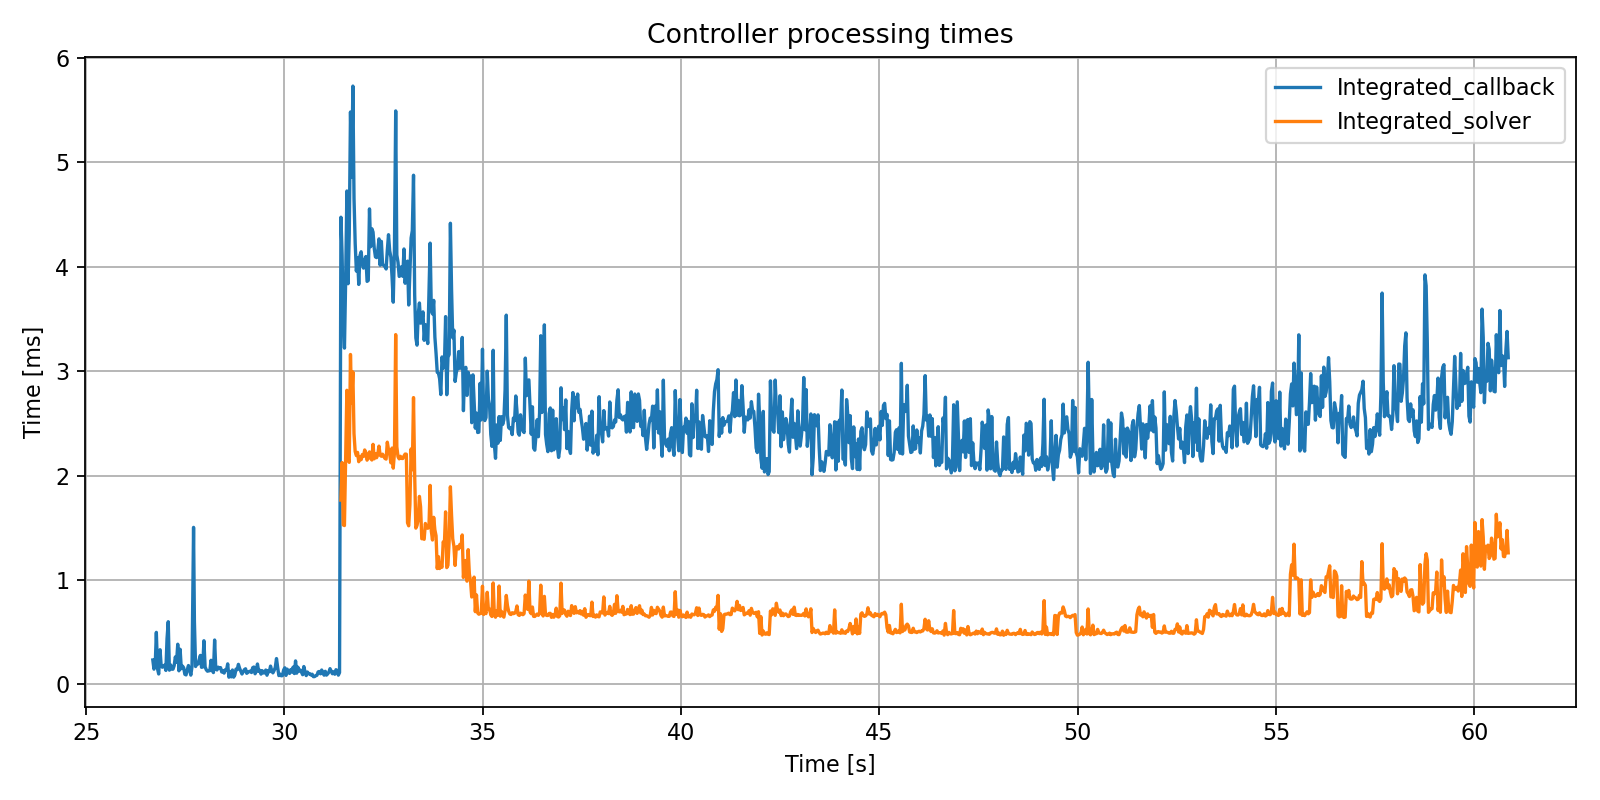 Controller processing times
Integrated_callback
Integrated_solver
Time [ms]
6
5
4
3
2
1
0
25 30 35 40 45 50 55 60
Time [s]